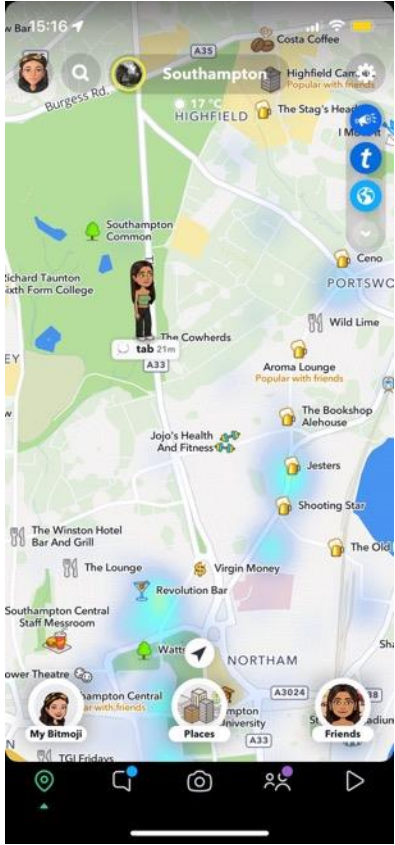 w Bar
15:16
A35
Costa Coffee
Southampton
Highfield Cam
Popular with friends
Burgess Rd.
17 °C
HIGHFIELD
The Stag's Head
Southampton
Common
Ceno
Richard Taunton
Sixth Form College
PORTSWO
Wild Lime
The Cowherds
tab 21m
A33
EY
Aroma Lounge
Popular with friends
The Bookshop
Alehouse
Jojo's Health
And Fitness
Jesters
Shooting Star
The Winston Hotel
Bar And Grill
The Old
The Lounge
Virgin Money
Revolution Bar
Southampton Central
Staff Messroom
Watts
NORTHAM
Sha
ower Theatre
hampton Central
ar with friends
mpton
University
A3024
A33
My Bitmoji
Places
Friends
TGI Fridays